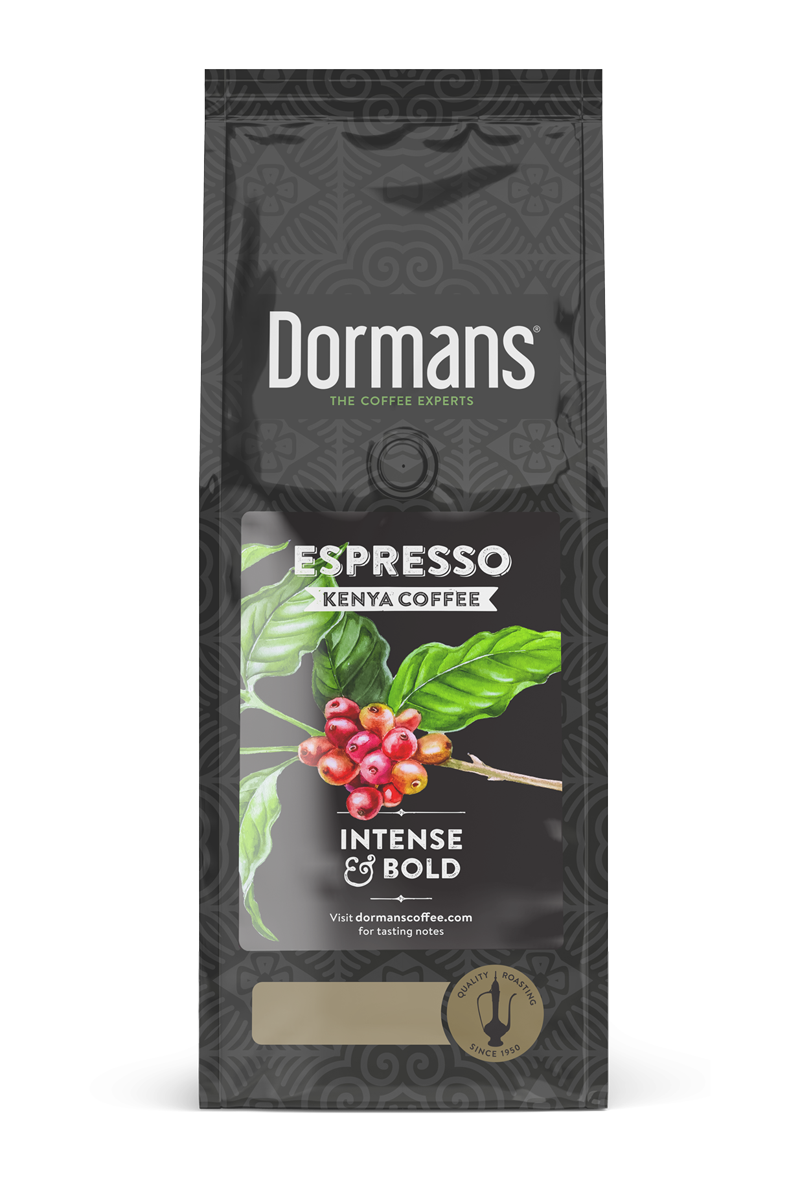 Dormans®
THE COFFEE EXPERTS
ESPRESSO
KENYA COFFEE
INTENSE
& BOLD
Visit dormanscoffee.com
for tasting notes
QUALITY ROASTING
SINCE 1950